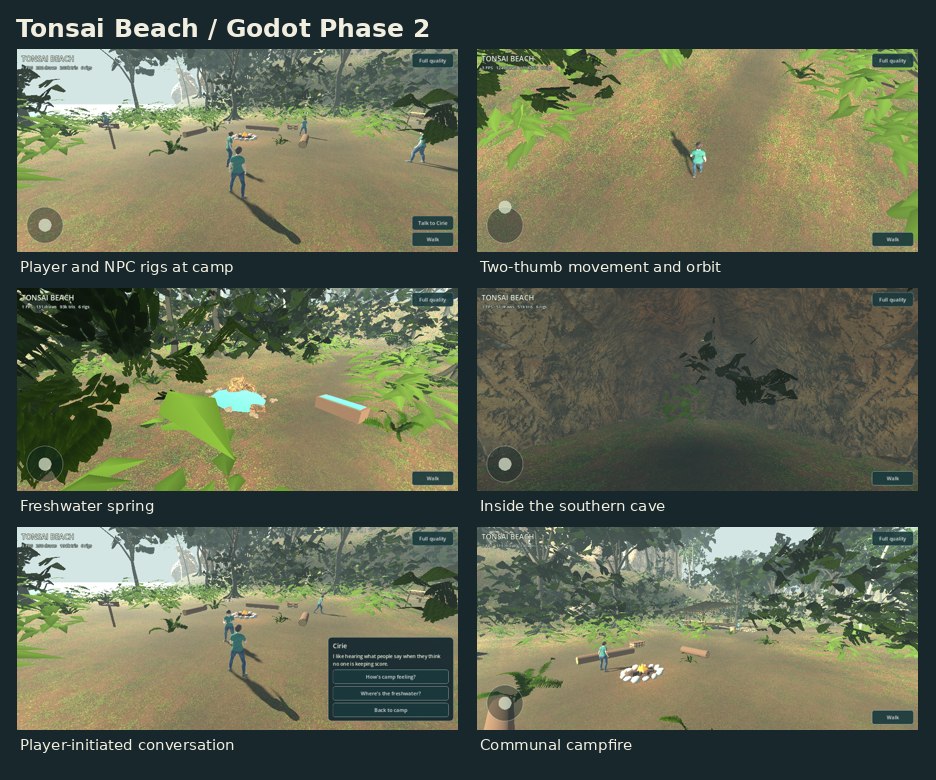 Tonsai Beach / Godot Phase 2
TONSAI BEACH
Full quality
Talk to Cirie
Walk
Player and NPC rigs at camp
TONSAI BEACH
Full quality
Walk
Two-thumb movement and orbit
TONSAI BEACH
Full quality
Walk
Freshwater spring
TONSAI BEACH
Full quality
Walk
Inside the southern cave
TONSAI BEACH
Full quality
Cirie
I like hearing what people say when they think
no one is keeping score.
How's camp feeling?
Where's the freshwater?
Back to camp
Player-initiated conversation
TONSAI BEACH
Full quality
Walk
Communal campfire